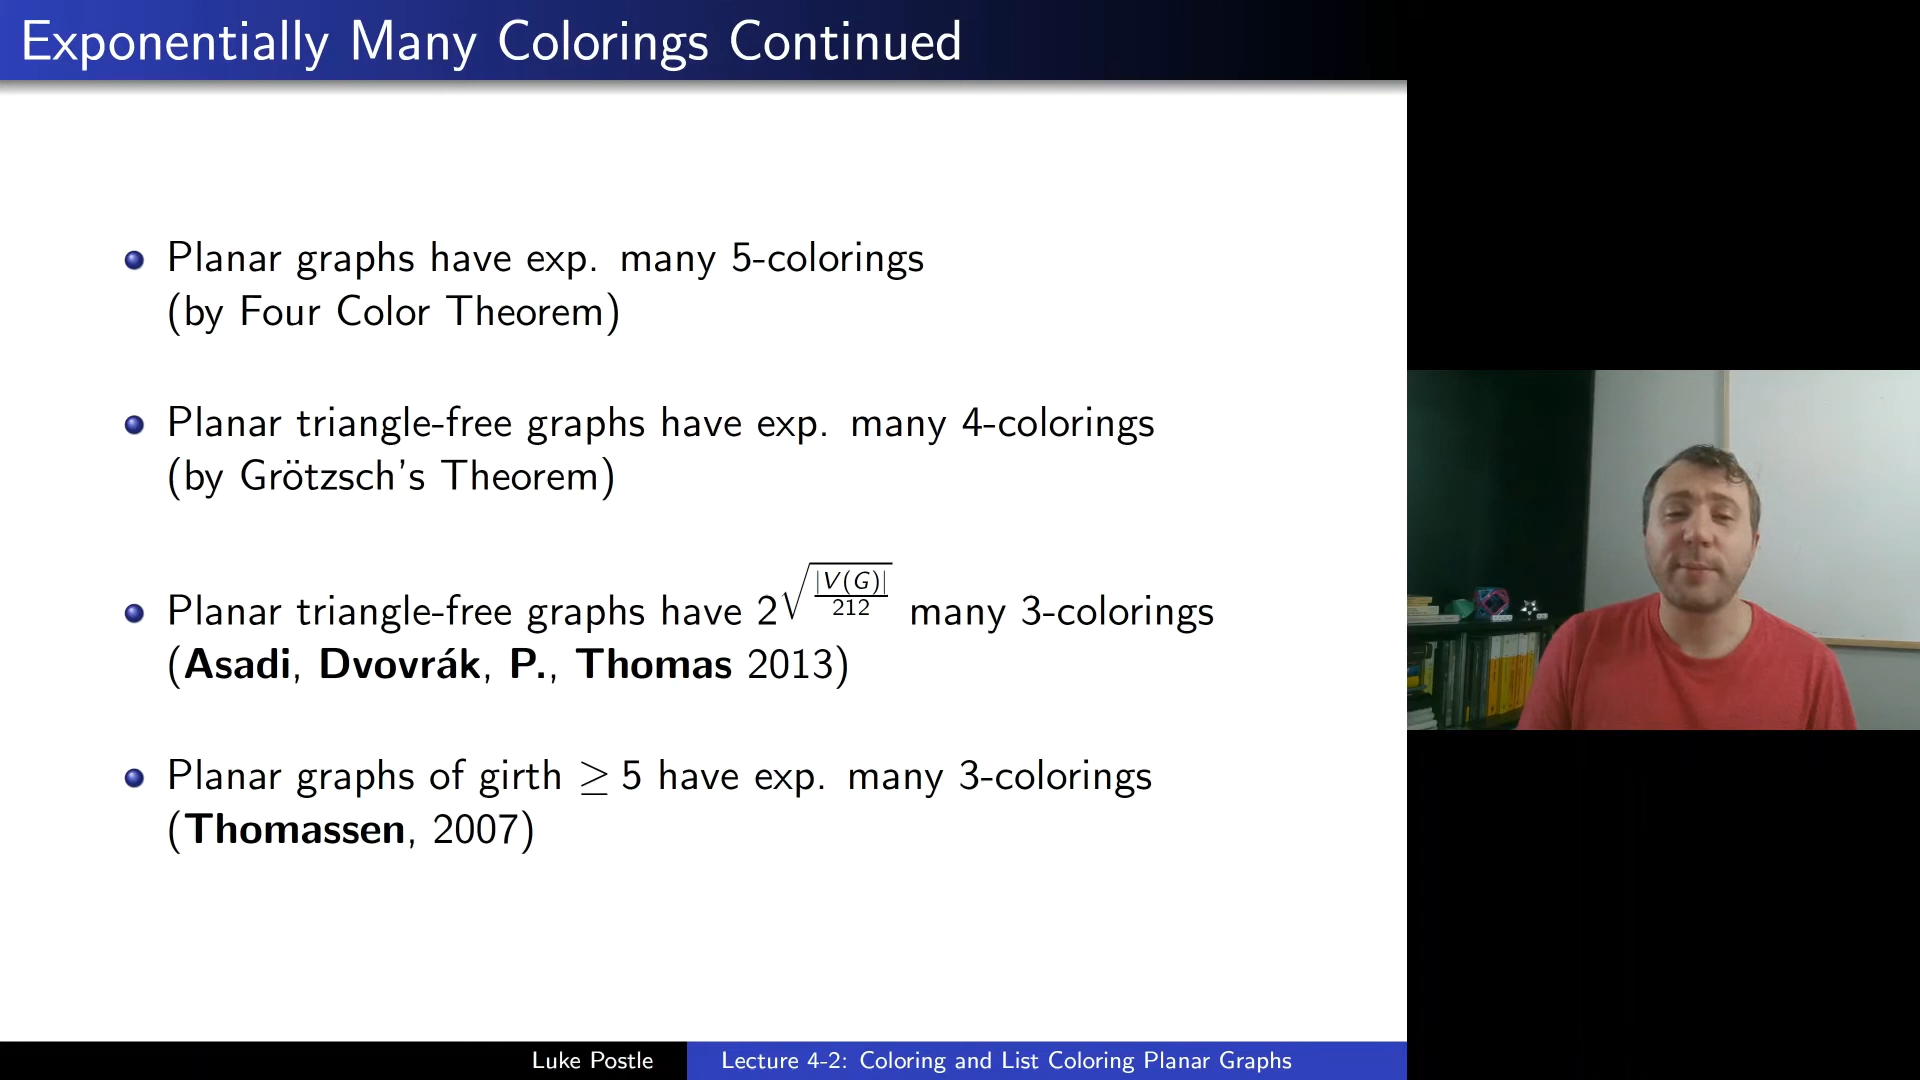 Exponentially Many Colorings Continued
Planar graphs have exp. many 5-colorings
(by Four Color Theorem)
Planar triangle-free graphs have exp. many 4-colorings
(by Grötzsch's Theorem)
Planar triangle-free graphs have 2^{\sqrt{\frac{|V(G)|}{212}}} many 3-colorings
(Asadi, Dvovrák, P., Thomas 2013)
Planar graphs of girth ≥ 5 have exp. many 3-colorings
(Thomassen, 2007)
Luke Postle
Lecture 4-2: Coloring and List Coloring Planar Graphs